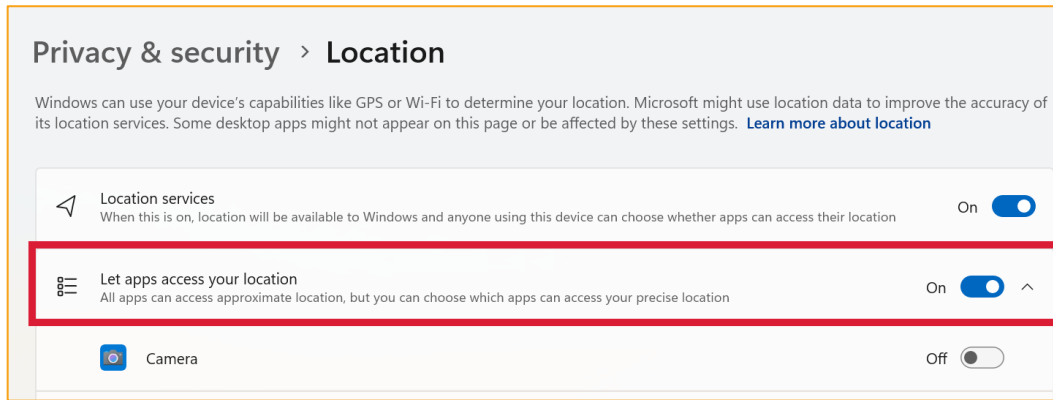 Privacy & security > Location
Windows can use your device's capabilities like GPS or Wi-Fi to determine your location. Microsoft might use location data to improve the accuracy of
its location services. Some desktop apps might not appear on this page or be affected by these settings. Learn more about location
Location services
When this is on, location will be available to Windows and anyone using this device can choose whether apps can access their location
On
Let apps access your location
All apps can access approximate location, but you can choose which apps can access your precise location
On
Camera
Off